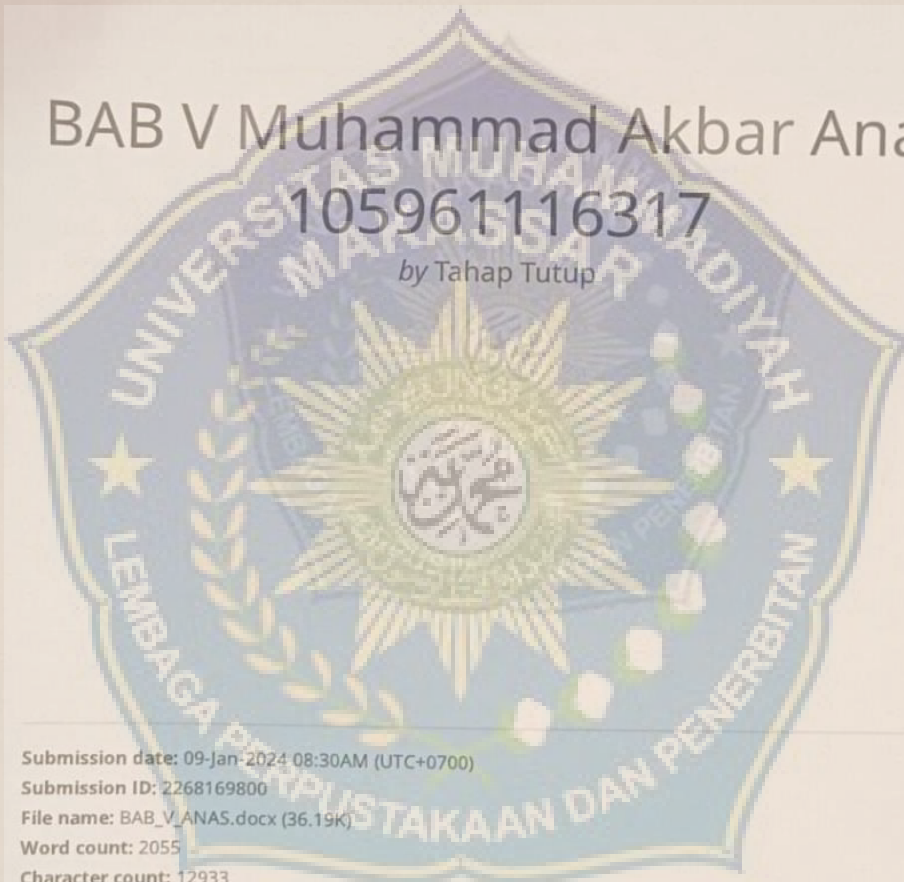 BAB V Muhammad Akbar Ana
105961116317
by Tahap Tutup
UNIVERSITAS MUHAMMADIYAH
MAKASSAR
محمدية
LEMBAGA PERPUSTAKAAN DAN PENERBITAN
Submission date: 09-Jan-2024 08:30AM (UTC+0700)
Submission ID: 2268169800
File name: BAB_V_ANAS.docx (36.19K)
Word count: 2055
Character count: 12933